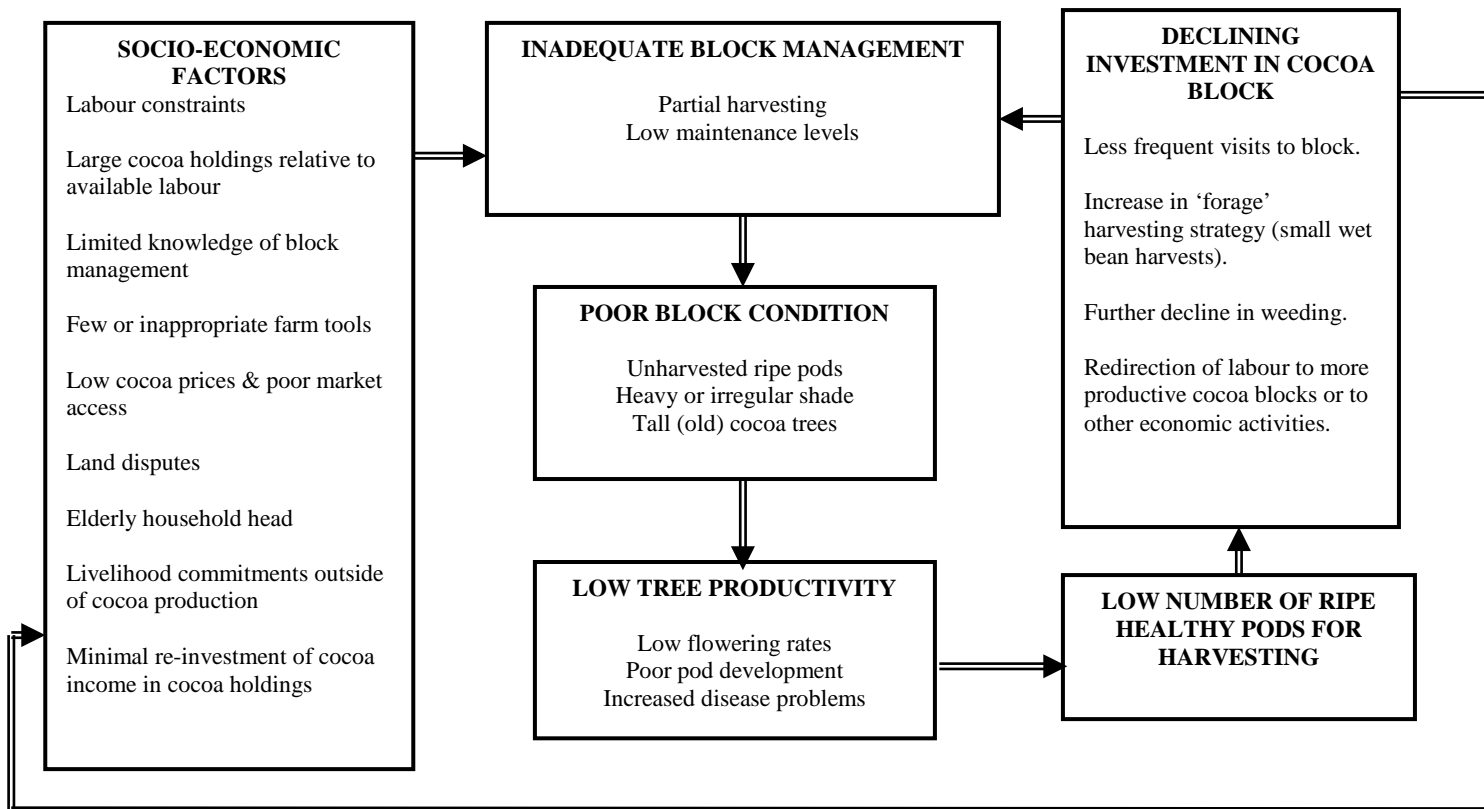 SOCIO-ECONOMIC
FACTORS
Labour constraints
Large cocoa holdings relative to
available labour
Limited knowledge of block
management
Few or inappropriate farm tools
Low cocoa prices & poor market
access
Land disputes
Elderly household head
Livelihood commitments outside
of cocoa production
Minimal re-investment of cocoa
income in cocoa holdings
INADEQUATE BLOCK MANAGEMENT
Partial harvesting
Low maintenance levels
POOR BLOCK CONDITION
Unharvested ripe pods
Heavy or irregular shade
Tall (old) cocoa trees
LOW TREE PRODUCTIVITY
Low flowering rates
Poor pod development
Increased disease problems
LOW NUMBER OF RIPE
HEALTHY PODS FOR
HARVESTING
DECLINING
INVESTMENT IN COCOA
BLOCK
Less frequent visits to block.
Increase in ‘forage’
harvesting strategy (small wet
bean harvests).
Further decline in weeding.
Redirection of labour to more
productive cocoa blocks or to
other economic activities.